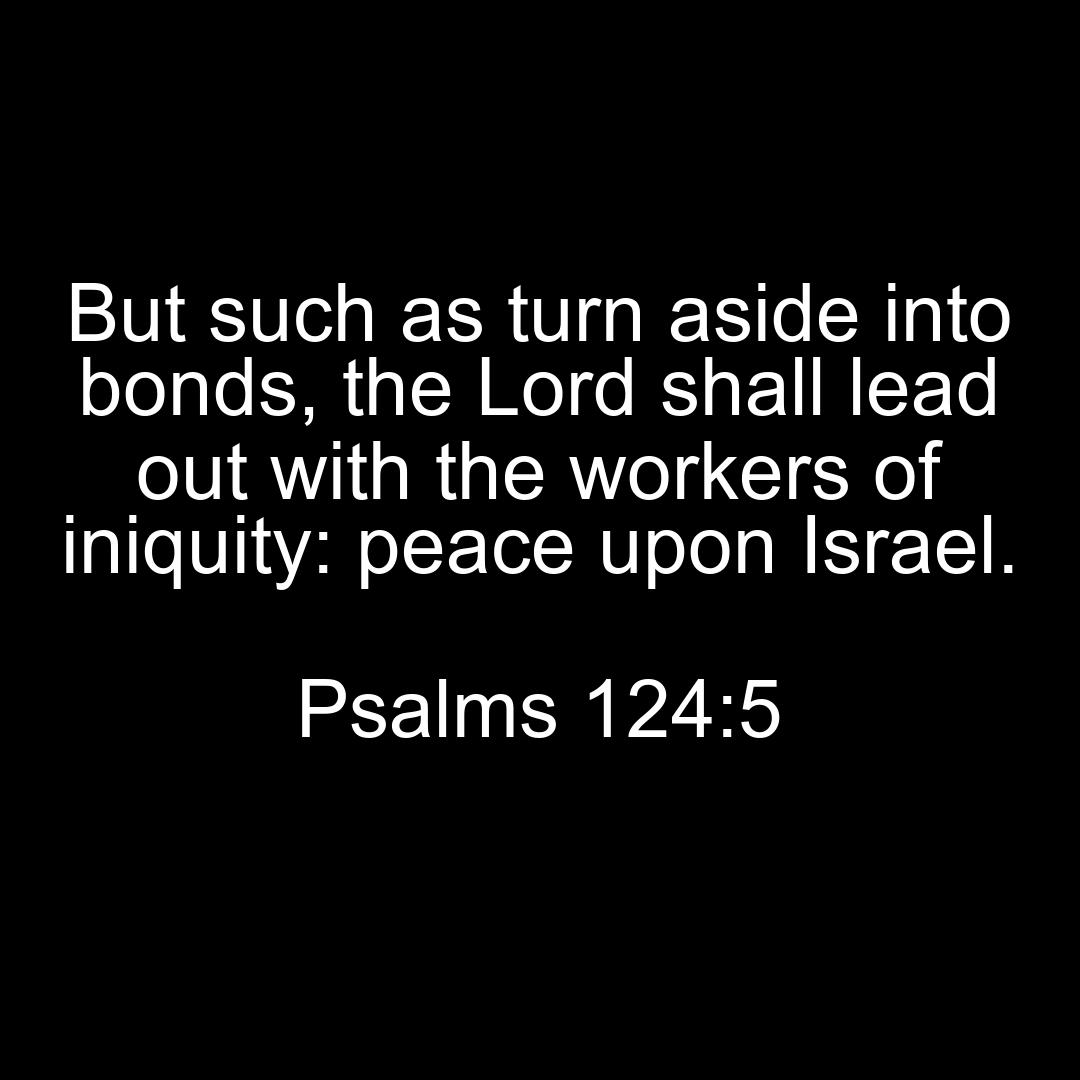 But such as turn aside into
bonds, the Lord shall lead
out with the workers of
iniquity: peace upon Israel.
Psalms 124:5